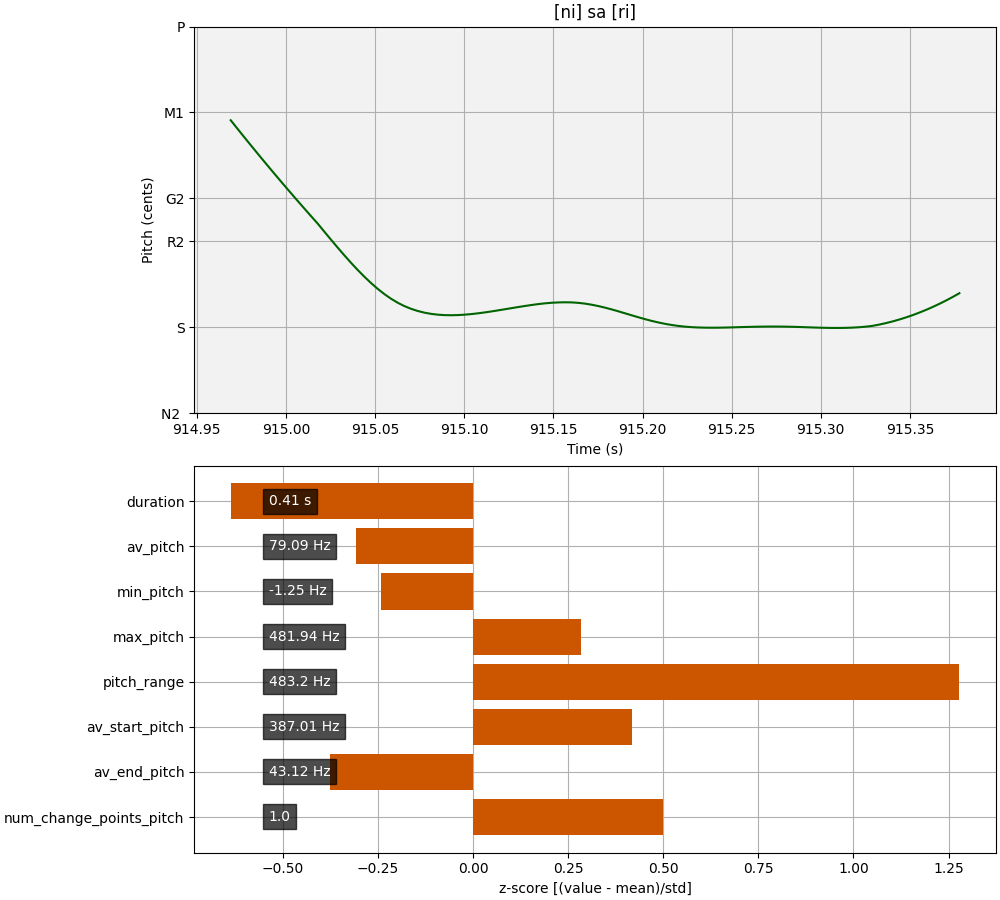 [ni] sa [ri]
P
M1
G2
R2
S
N2
Pitch (cents)
914.95 915.00 915.05 915.10 915.15 915.20 915.25 915.30 915.35
Time (s)
duration 0.41 s
av_pitch 79.09 Hz
min_pitch -1.25 Hz
max_pitch 481.94 Hz
pitch_range 483.2 Hz
av_start_pitch 387.01 Hz
av_end_pitch 43.12 Hz
num_change_points_pitch 1.0
−0.50 −0.25 0.00 0.25 0.50 0.75 1.00 1.25
z-score [(value - mean)/std]